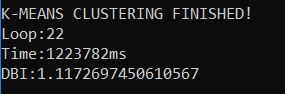 K-MEANS CLUSTERING FINISHED!
Loop:22
Time:1223782ms
DBI:1.1172697450610567